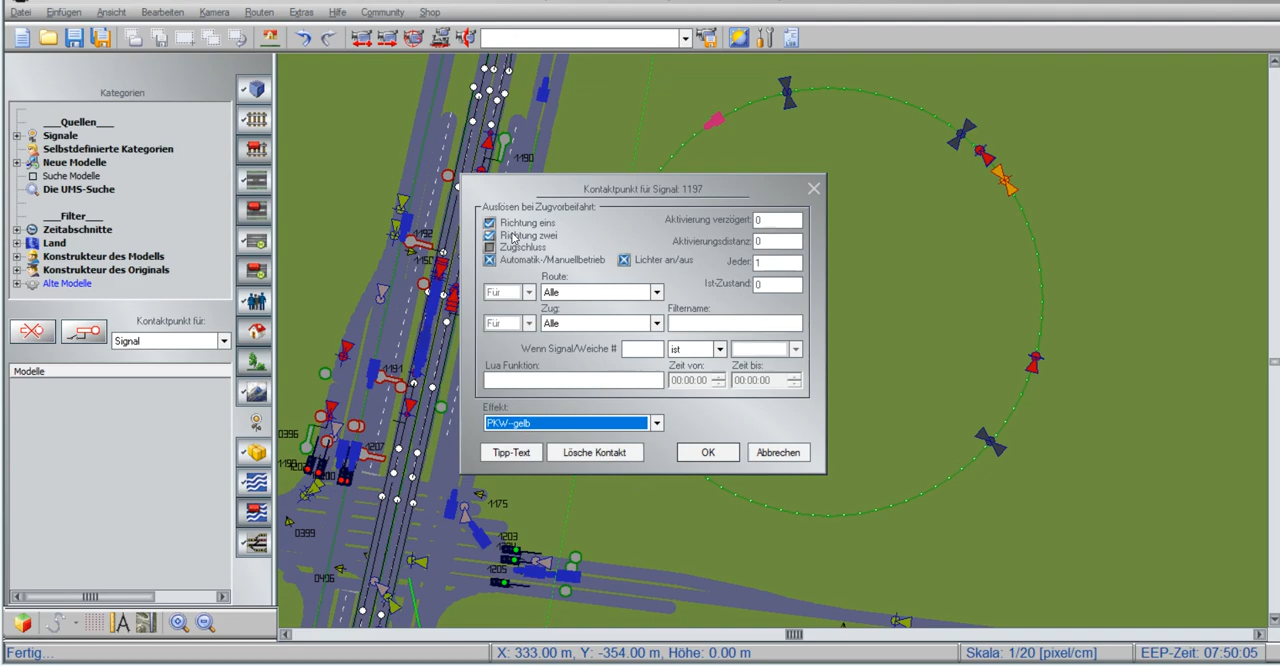 Datei Einfügen Ansicht Bearbeiten Kamera Routen Extras Hilfe Community Shop
Kategorien
___Quellen___
Signale
Selbstdefinierte Kategorien
Neue Modelle
Suche Modelle
Die UMS-Suche
___Filter___
Zeitabschnitte
Land
Konstrukteure des Modells
Konstrukteure des Originals
Alte Modelle
Kontaktpunkt für:
Signal
Modelle
1190
1192
1191
0396
1207
1175
0399
1203
1205
0406
Kontaktpunkt für Signal: 1197
Auslösen bei Zugvorbeifahrt:
Richtung eins
Richtung zwei
Zugschluss
Automatik-/Manuellbetrieb
Lichter an/aus
Aktivierung verzögert: 0
Aktivierungsdistanz: 0
Jeder: 1
Ist-Zustand: 0
Route:
Für Alle
Zug: Filtername:
Für Alle
Wenn Signal/Weiche # ist
Lua Funktion: Zeit von: Zeit bis:
00:00:00 00:00:00
Effekt:
PKW--gelb
Tipp-Text Lösche Kontakt OK Abbrechen
Fertig... X: 333.00 m, Y: -354.00 m, Höhe: 0.00 m Skala: 1/20 [pixel/cm] EEP-Zeit: 07:50:05